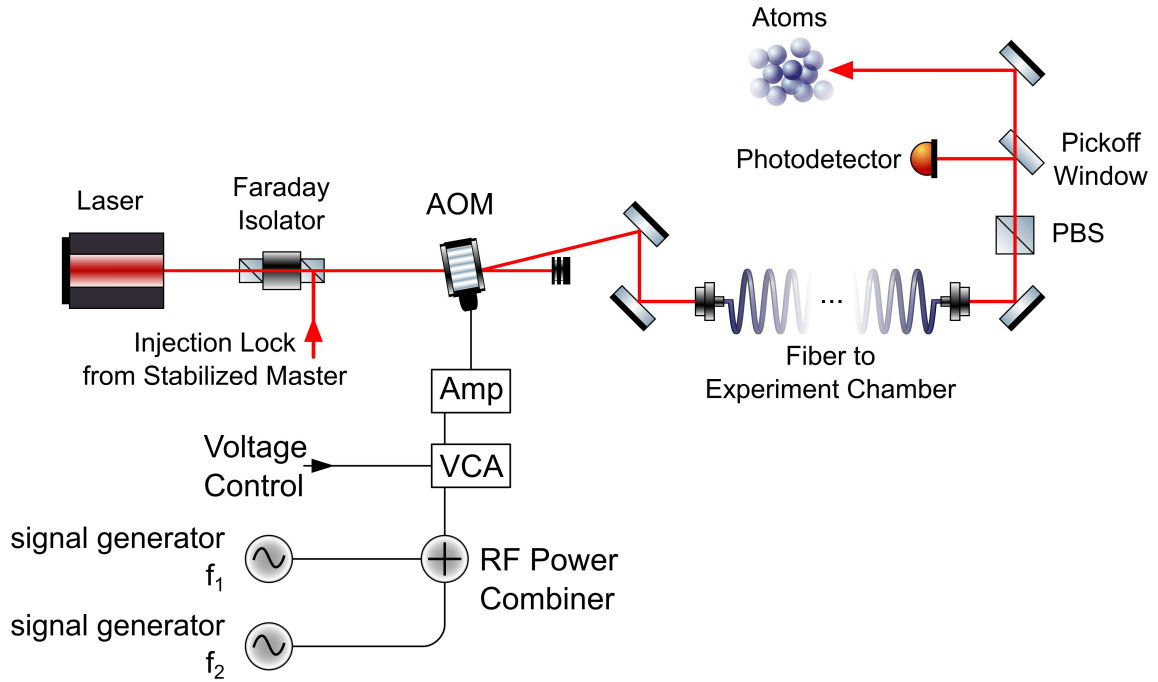 Atoms
Photodetector
Pickoff
Window
PBS
Laser
Faraday
Isolator
AOM
Injection Lock
from Stabilized Master
...
Fiber to
Experiment Chamber
Amp
Voltage
Control
VCA
signal generator
f₁
RF Power
Combiner
signal generator
f₂